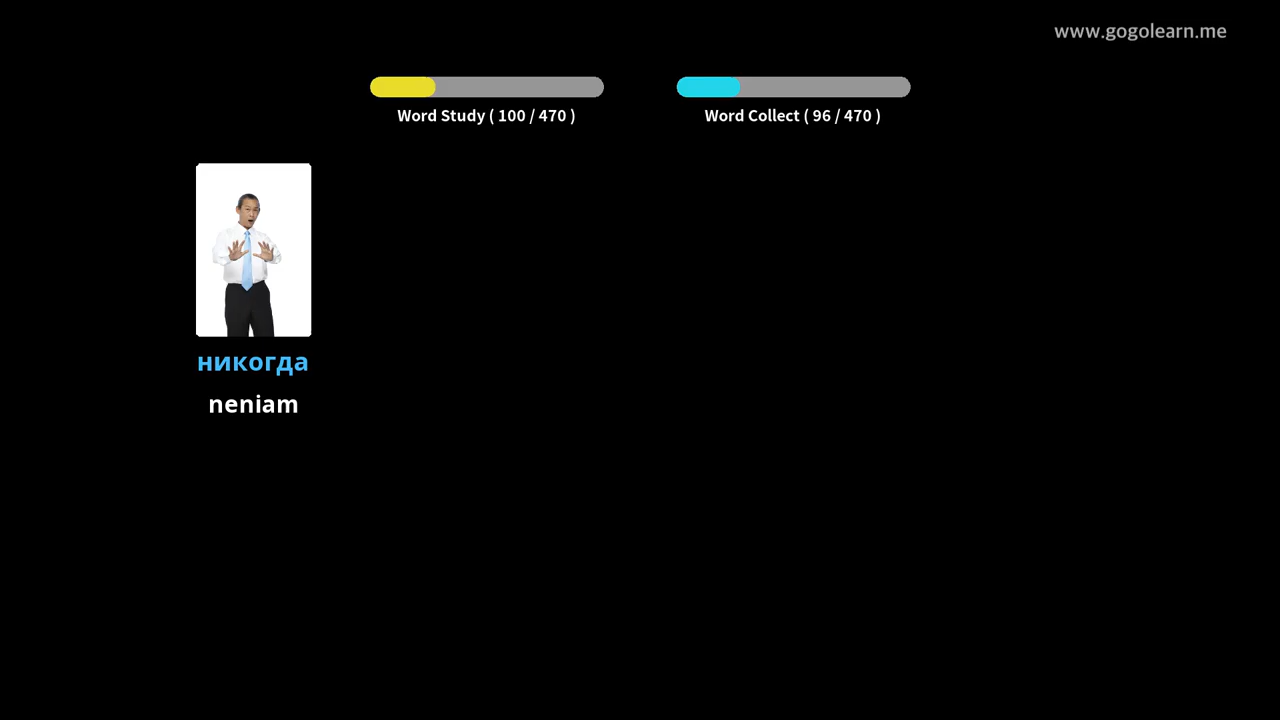 www.gogolearn.me
Word Study ( 100 / 470 )
Word Collect ( 96 / 470 )
никогда
neniam